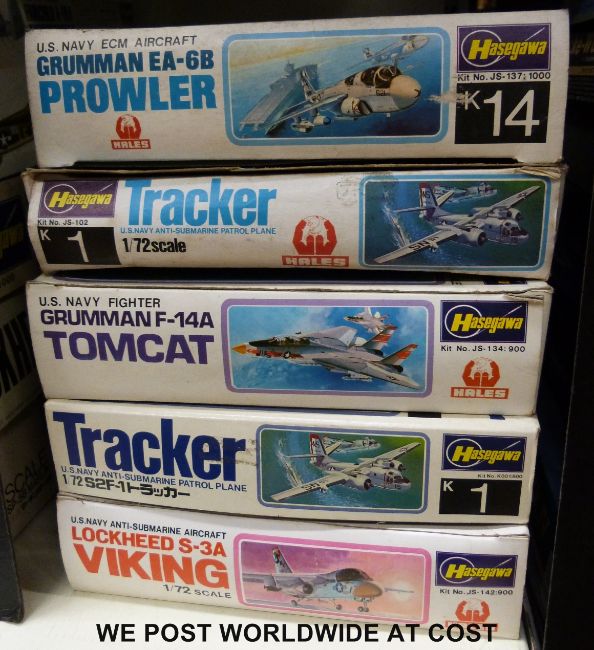 U.S. NAVY ECM AIRCRAFT
GRUMMAN EA-6B
PROWLER
HALES
Hasegawa
Kit No. JS-137:1000
K14
Hasegawa
Kit No. JS-102
K1
Tracker
U.S.NAVY ANTI-SUBMARINE PATROL PLANE
1/72scale
HALES
U.S. NAVY FIGHTER
GRUMMAN F-14A
TOMCAT
Hasegawa
Kit No. JS-134:900
HALES
Tracker
U.S.NAVY ANTI-SUBMARINE PATROL PLANE
1/72 S2F-1トラッカー
Hasegawa
K1
U.S.NAVY ANTI-SUBMARINE AIRCRAFT
LOCKHEED S-3A
VIKING
1/72 SCALE
Hasegawa
Kit No. JS-142:900
HALES
WE POST WORLDWIDE AT COST